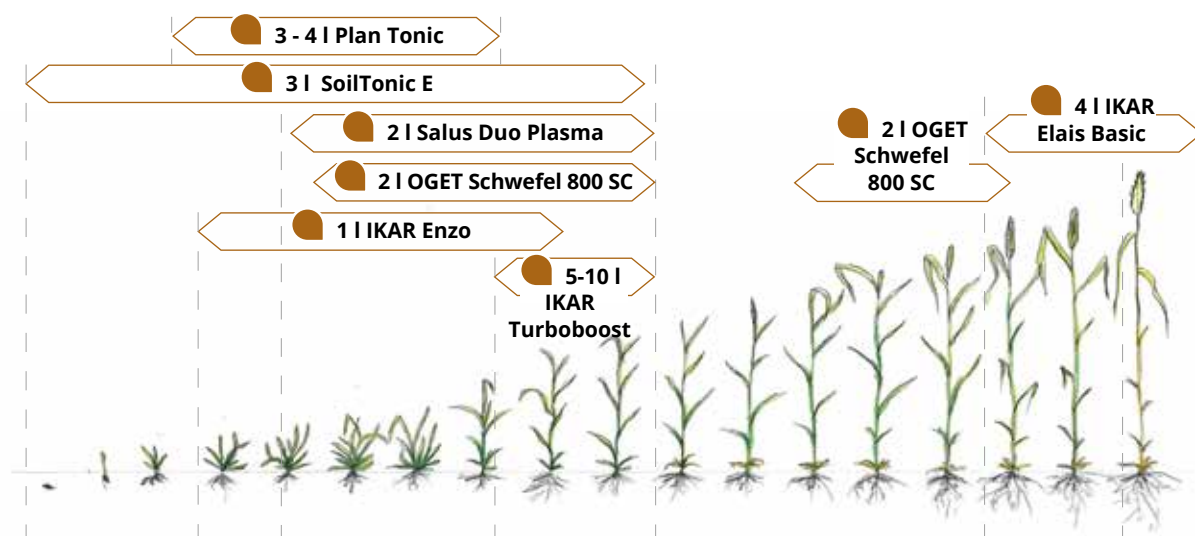 3 - 4 l Plan Tonic
3 l SoilTonic E
2 l Salus Duo Plasma
2 l OGET Schwefel 800 SC
1 l IKAR Enzo
5-10 l
IKAR
Turboboost
2 l OGET
Schwefel
800 SC
4 l IKAR
Elais Basic